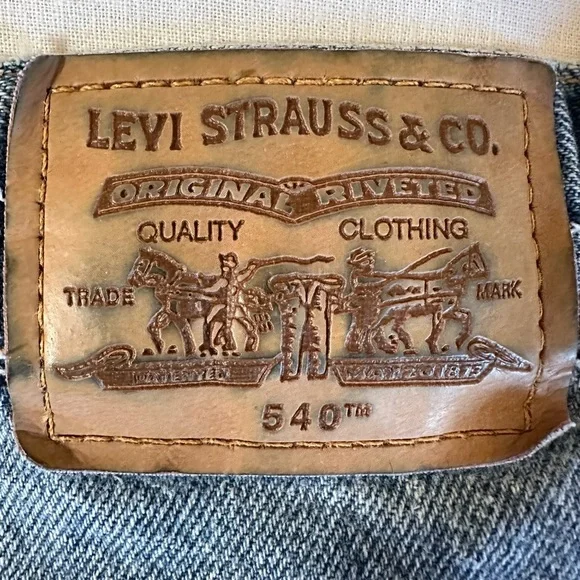 LEVI STRAUSS & CO.
ORIGINAL RIVETED
QUALITY CLOTHING
TRADE MARK
540™